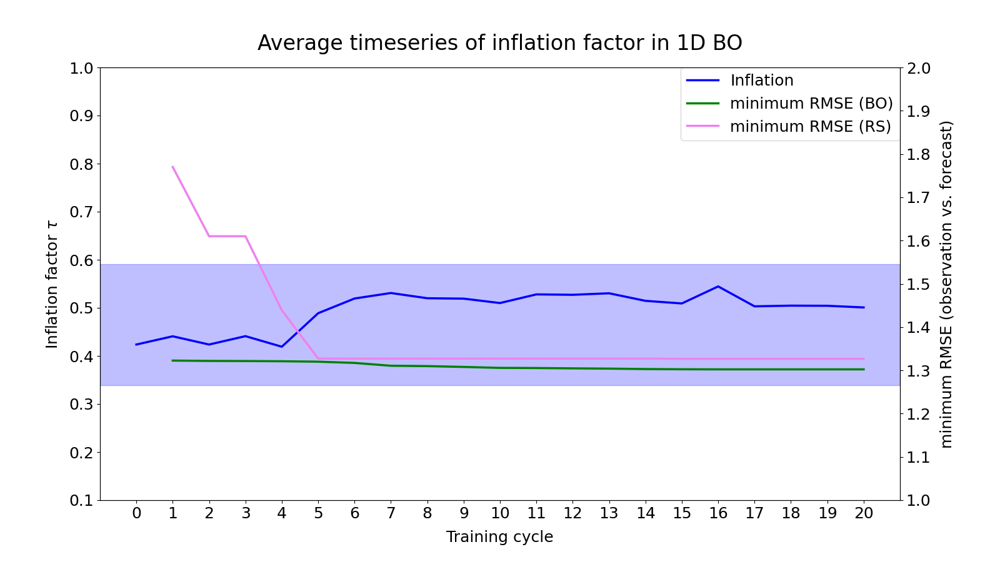 Average timeseries of inflation factor in 1D BO
Inflation
minimum RMSE (BO)
minimum RMSE (RS)
Inflation factor τ
1.0
0.9
0.8
0.7
0.6
0.5
0.4
0.3
0.2
0.1
2.0
1.9
1.8
1.7
1.6
1.5
1.4
1.3
1.2
1.1
1.0
minimum RMSE (observation vs. forecast)
0 1 2 3 4 5 6 7 8 9 10 11 12 13 14 15 16 17 18 19 20
Training cycle